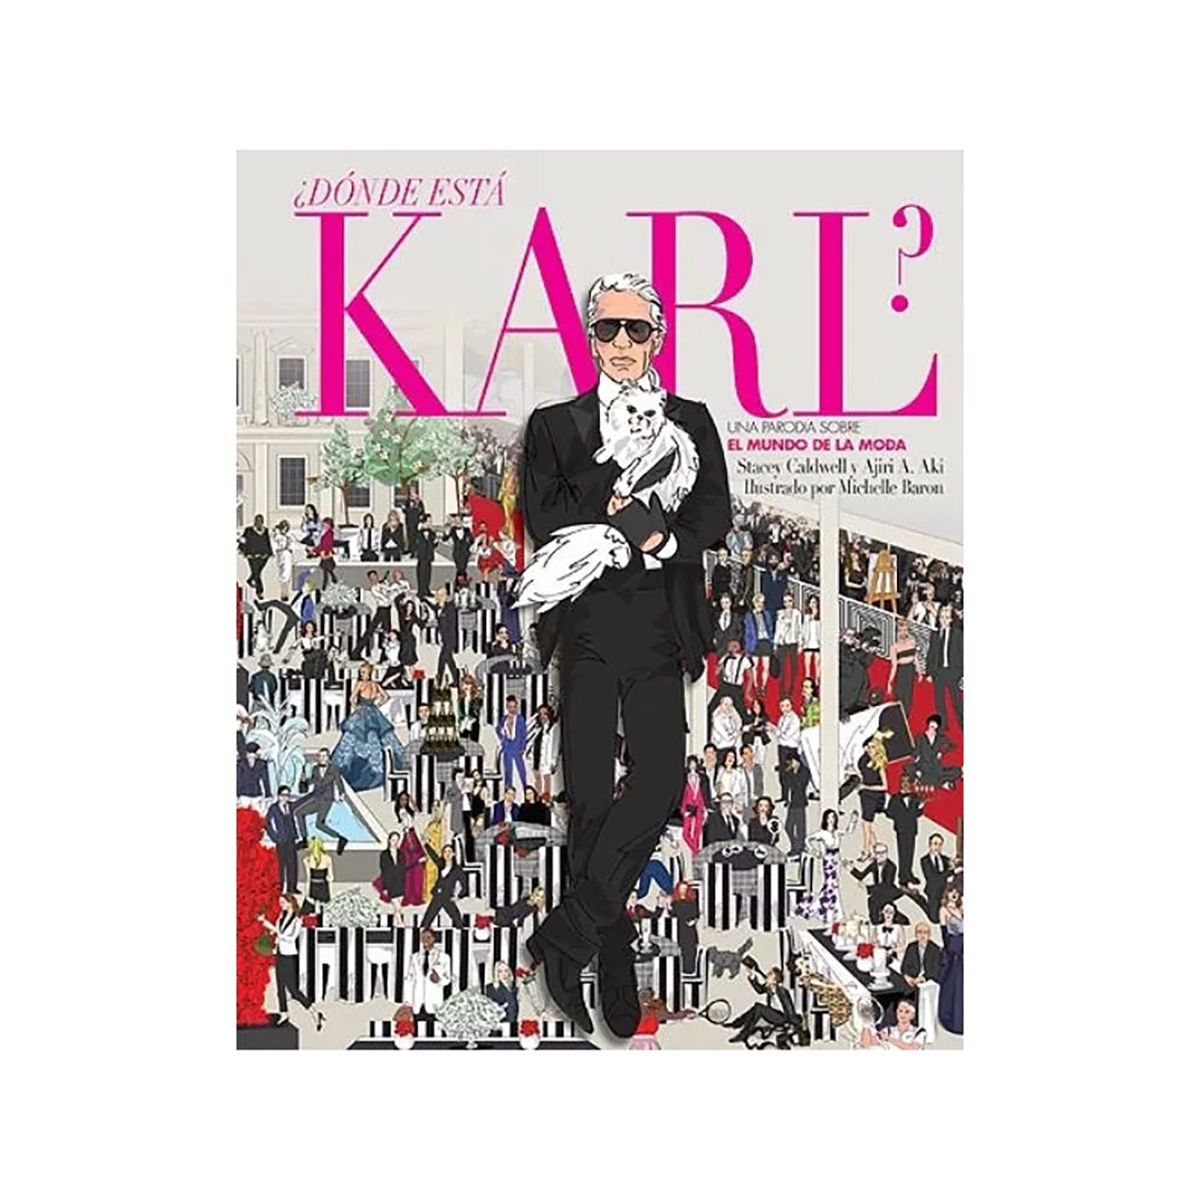 ¿DÓNDE ESTÁ
KARL?
UNA PARODIA SOBRE
EL MUNDO DE LA MODA
Stacey Caldwell y Ajiri A. Aki
Ilustrado por Michelle Baron